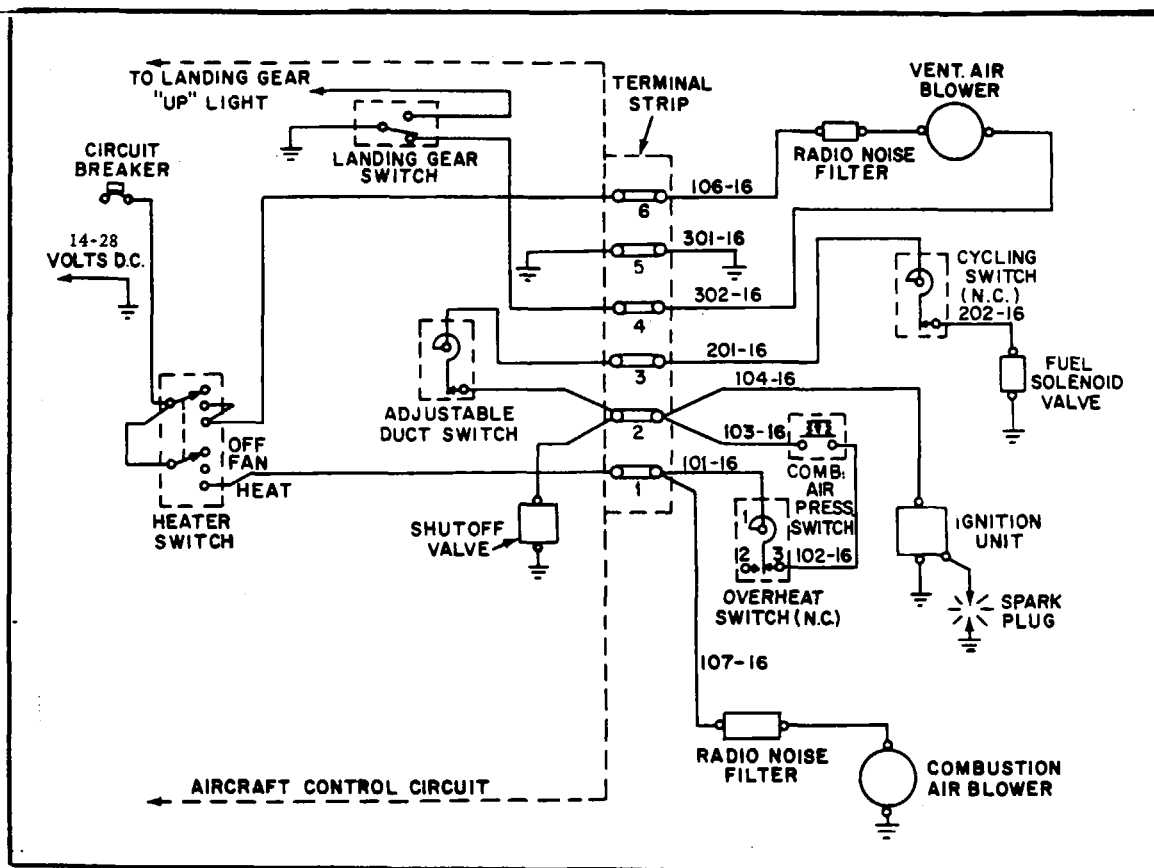 TO LANDING GEAR
"UP" LIGHT
TERMINAL
STRIP
VENT. AIR
BLOWER
CIRCUIT
BREAKER
LANDING GEAR
SWITCH
RADIO NOISE
FILTER
6
106-16
14-28
VOLTS D.C.
5
301-16
CYCLING
SWITCH
(N.C.)
202-16
4
302-16
3
201-16
FUEL
SOLENOID
VALVE
ADJUSTABLE
DUCT SWITCH
2
104-16
103-16
OFF
FAN
HEAT
1
101-16
COMB.
AIR
PRESS
SWITCH
HEATER
SWITCH
SHUTOFF
VALVE
1
2
3
102-16
IGNITION
UNIT
OVERHEAT
SWITCH (N.C.)
SPARK
PLUG
107-16
RADIO NOISE
FILTER
COMBUSTION
AIR BLOWER
AIRCRAFT CONTROL CIRCUIT